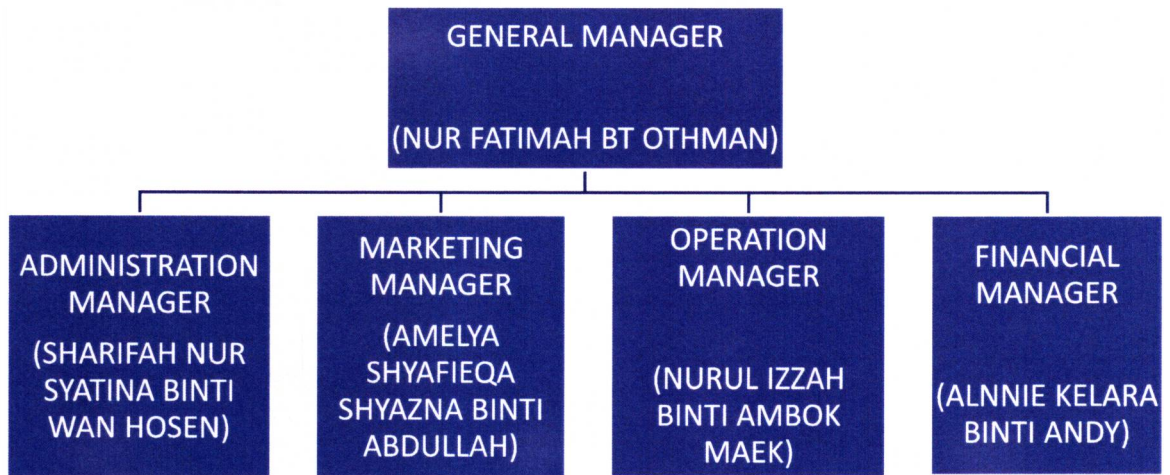 GENERAL MANAGER
(NUR FATIMAH BT OTHMAN)
ADMINISTRATION
MANAGER
(SHARIFAH NUR
SYATINA BINTI
WAN HOSEN)
MARKETING
MANAGER
(AMELYA
SHYAFIEQA
SHYAZNA BINTI
ABDULLAH)
OPERATION
MANAGER
(NURUL IZZAH
BINTI AMBOK
MAEK)
FINANCIAL
MANAGER
(ALNNIE KELARA
BINTI ANDY)